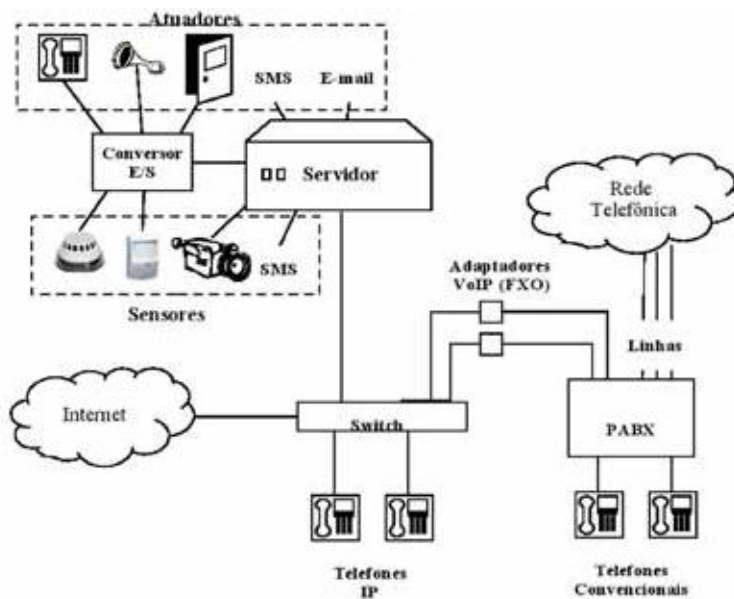 Atuadores
SMS E-mail
Conversor
E/S
Servidor
Rede
Telefônica
SMS
Sensores
Adaptadores
VoIP (FXO)
Linhas
Internet
Switch
PABX
Telefones
IP
Telefones
Convencionais